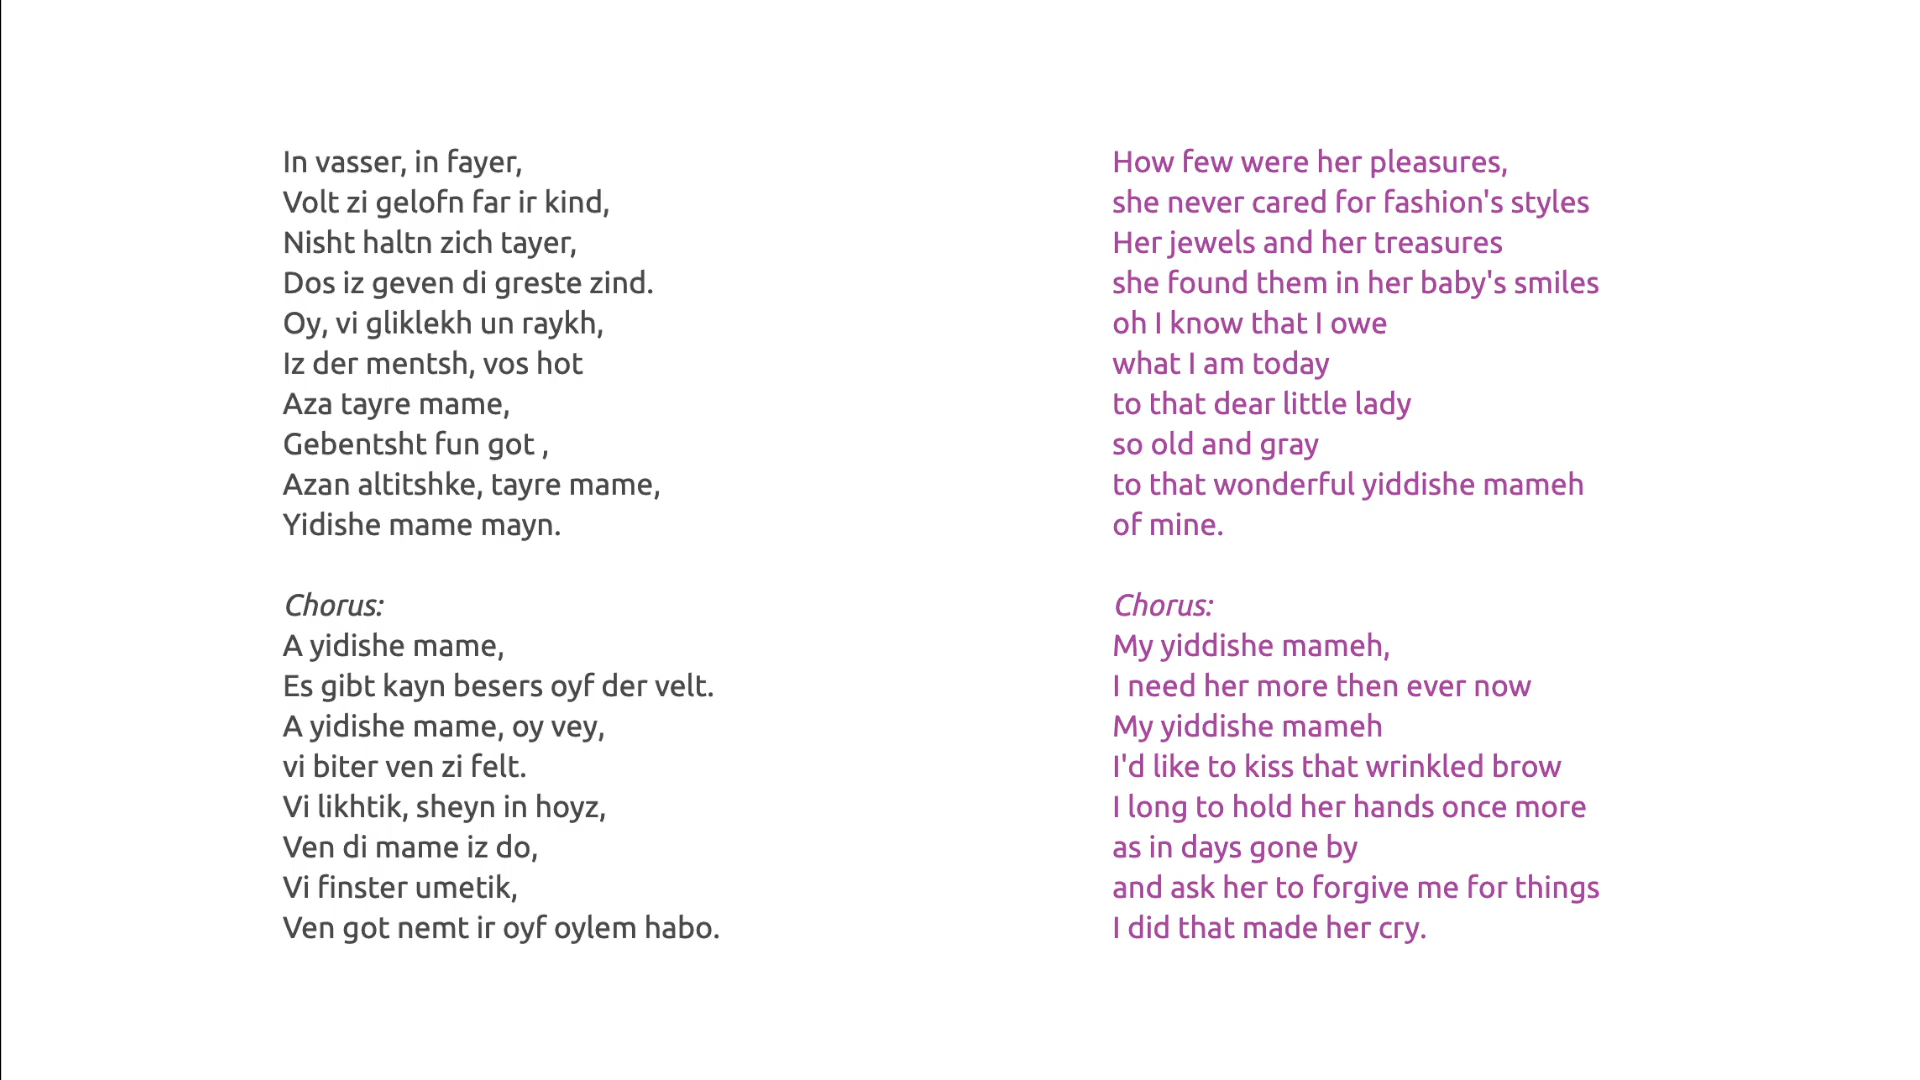 In vasser, in fayer,
Volt zi gelofn far ir kind,
Nisht haltn zich tayer,
Dos iz geven di greste zind.
Oy, vi gliklekh un raykh,
Iz der mentsh, vos hot
Aza tayre mame,
Gebentsht fun got ,
Azan altitshke, tayre mame,
Yidishe mame mayn.
Chorus:
A yidishe mame,
Es gibt kayn besers oyf der velt.
A yidishe mame, oy vey,
vi biter ven zi felt.
Vi likhtik, sheyn in hoyz,
Ven di mame iz do,
Vi finster umetik,
Ven got nemt ir oyf oylem habo.
How few were her pleasures,
she never cared for fashion's styles
Her jewels and her treasures
she found them in her baby's smiles
oh I know that I owe
what I am today
to that dear little lady
so old and gray
to that wonderful yiddishe mameh
of mine.
Chorus:
My yiddishe mameh,
I need her more then ever now
My yiddishe mameh
I'd like to kiss that wrinkled brow
I long to hold her hands once more
as in days gone by
and ask her to forgive me for things
I did that made her cry.